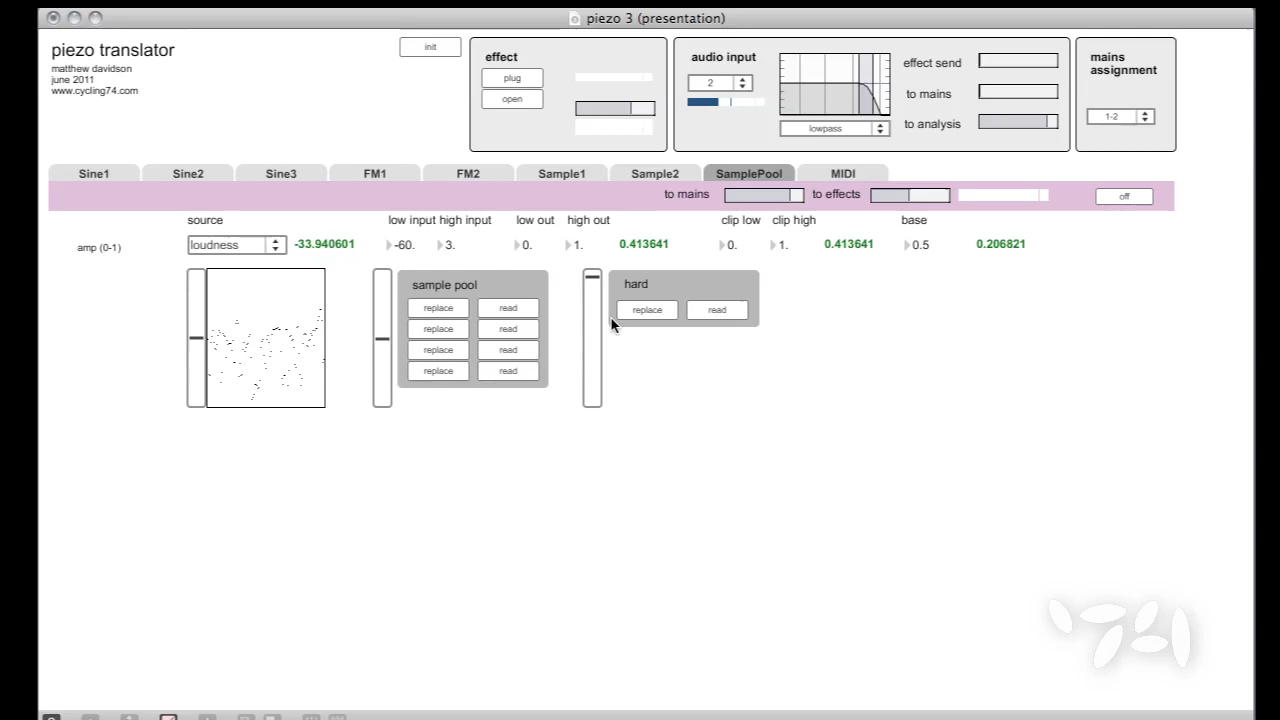 piezo 3 (presentation)
piezo translator
matthew davidson
june 2011
www.cycling74.com
init
effect
plug
open
audio input
2
lowpass
effect send
to mains
to analysis
mains
assignment
1-2
Sine1 Sine2 Sine3 FM1 FM2 Sample1 Sample2 SamplePool MIDI
to mains to effects off
source low input high input low out high out clip low clip high base
amp (0-1) loudness -33.940601 -60. 3. 0. 1. 0.413641 0. 1. 0.413641 0.5 0.206821
sample pool
replace read
replace read
replace read
replace read
hard
replace read
'74